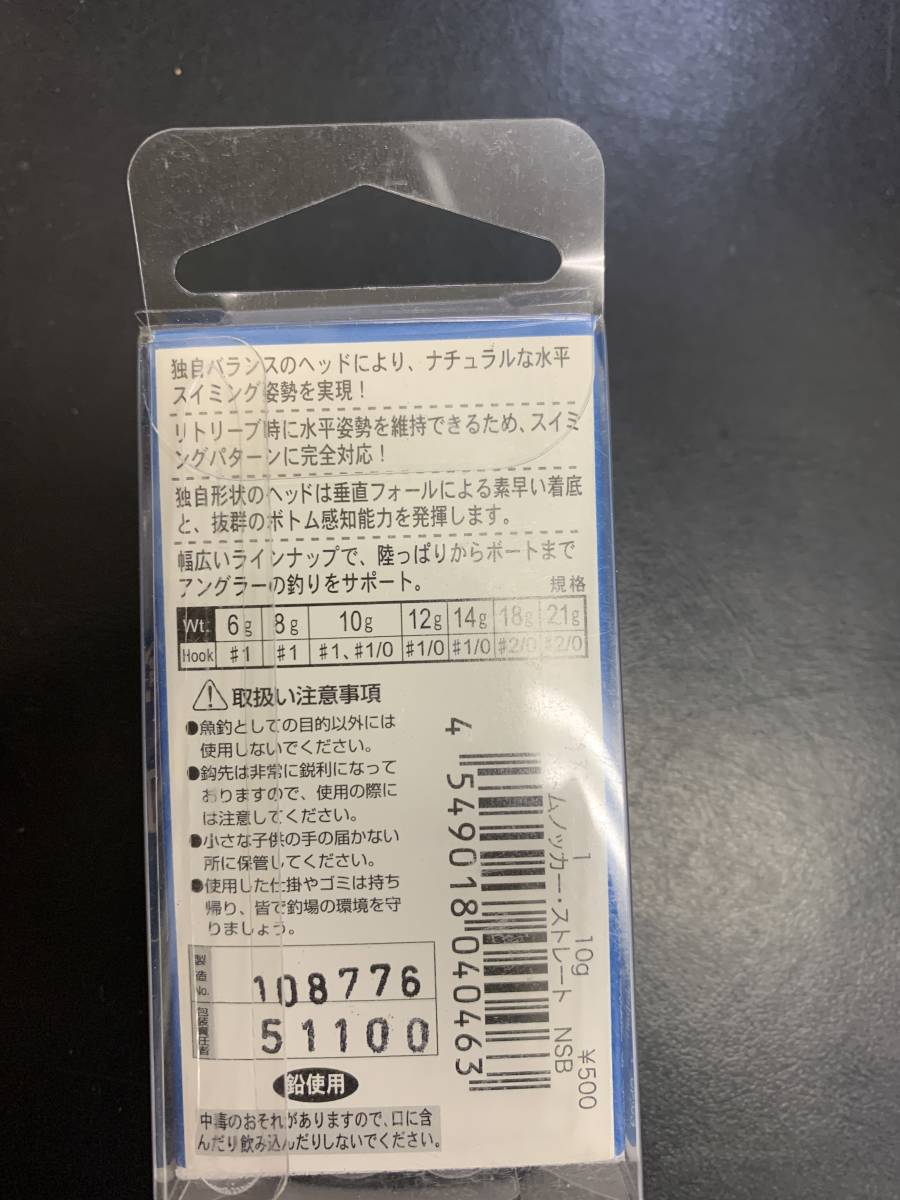 独自バランスのヘッドにより、ナチュラルな水平
スイミング姿勢を実現！
リトリーブ時に水平姿勢を維持できるため、スイミ
ングパターンに完全対応！
独自形状のヘッドは垂直フォールによる素早い着底
と、抜群のボトム感知能力を発揮します。
幅広いラインナップで、陸っぱりからボートまで
アングラーの釣りをサポート。
規格
Wt. 6g 8g 10g 12g 14g 18g 21g
Hook #1 #1 #1、#1/0 #1/0 #1/0 #2/0 #2/0
取扱い注意事項
●魚釣としての目的以外には
使用しないでください。
●鈎先は非常に鋭利になって
おりますので、使用の際に
は注意してください。
●小さな子供の手の届かない
所に保管してください。
●使用した仕掛やゴミは持ち
帰り、皆で釣場の環境を守
りましょう。
製造No. 108776
包装責任者 51100
鉛使用
中毒のおそれがありますので、口に含
んだり飲み込んだりしないでください。
4 549018 040463
トムノッカー・ストレート NSB
1 10g ¥500